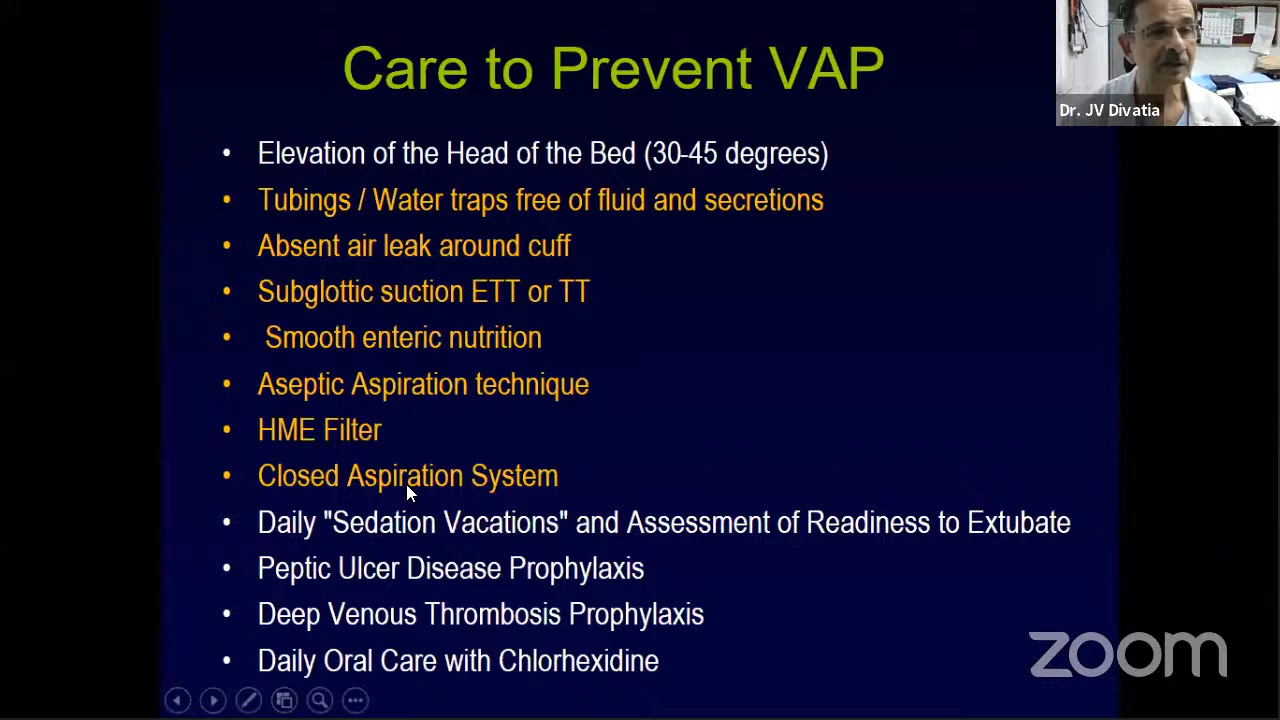 Care to Prevent VAP
Dr. JV Divatia
• Elevation of the Head of the Bed (30-45 degrees)
• Tubings / Water traps free of fluid and secretions
• Absent air leak around cuff
• Subglottic suction ETT or TT
• Smooth enteric nutrition
• Aseptic Aspiration technique
• HME Filter
• Closed Aspiration System
• Daily "Sedation Vacations" and Assessment of Readiness to Extubate
• Peptic Ulcer Disease Prophylaxis
• Deep Venous Thrombosis Prophylaxis
• Daily Oral Care with Chlorhexidine
zoom